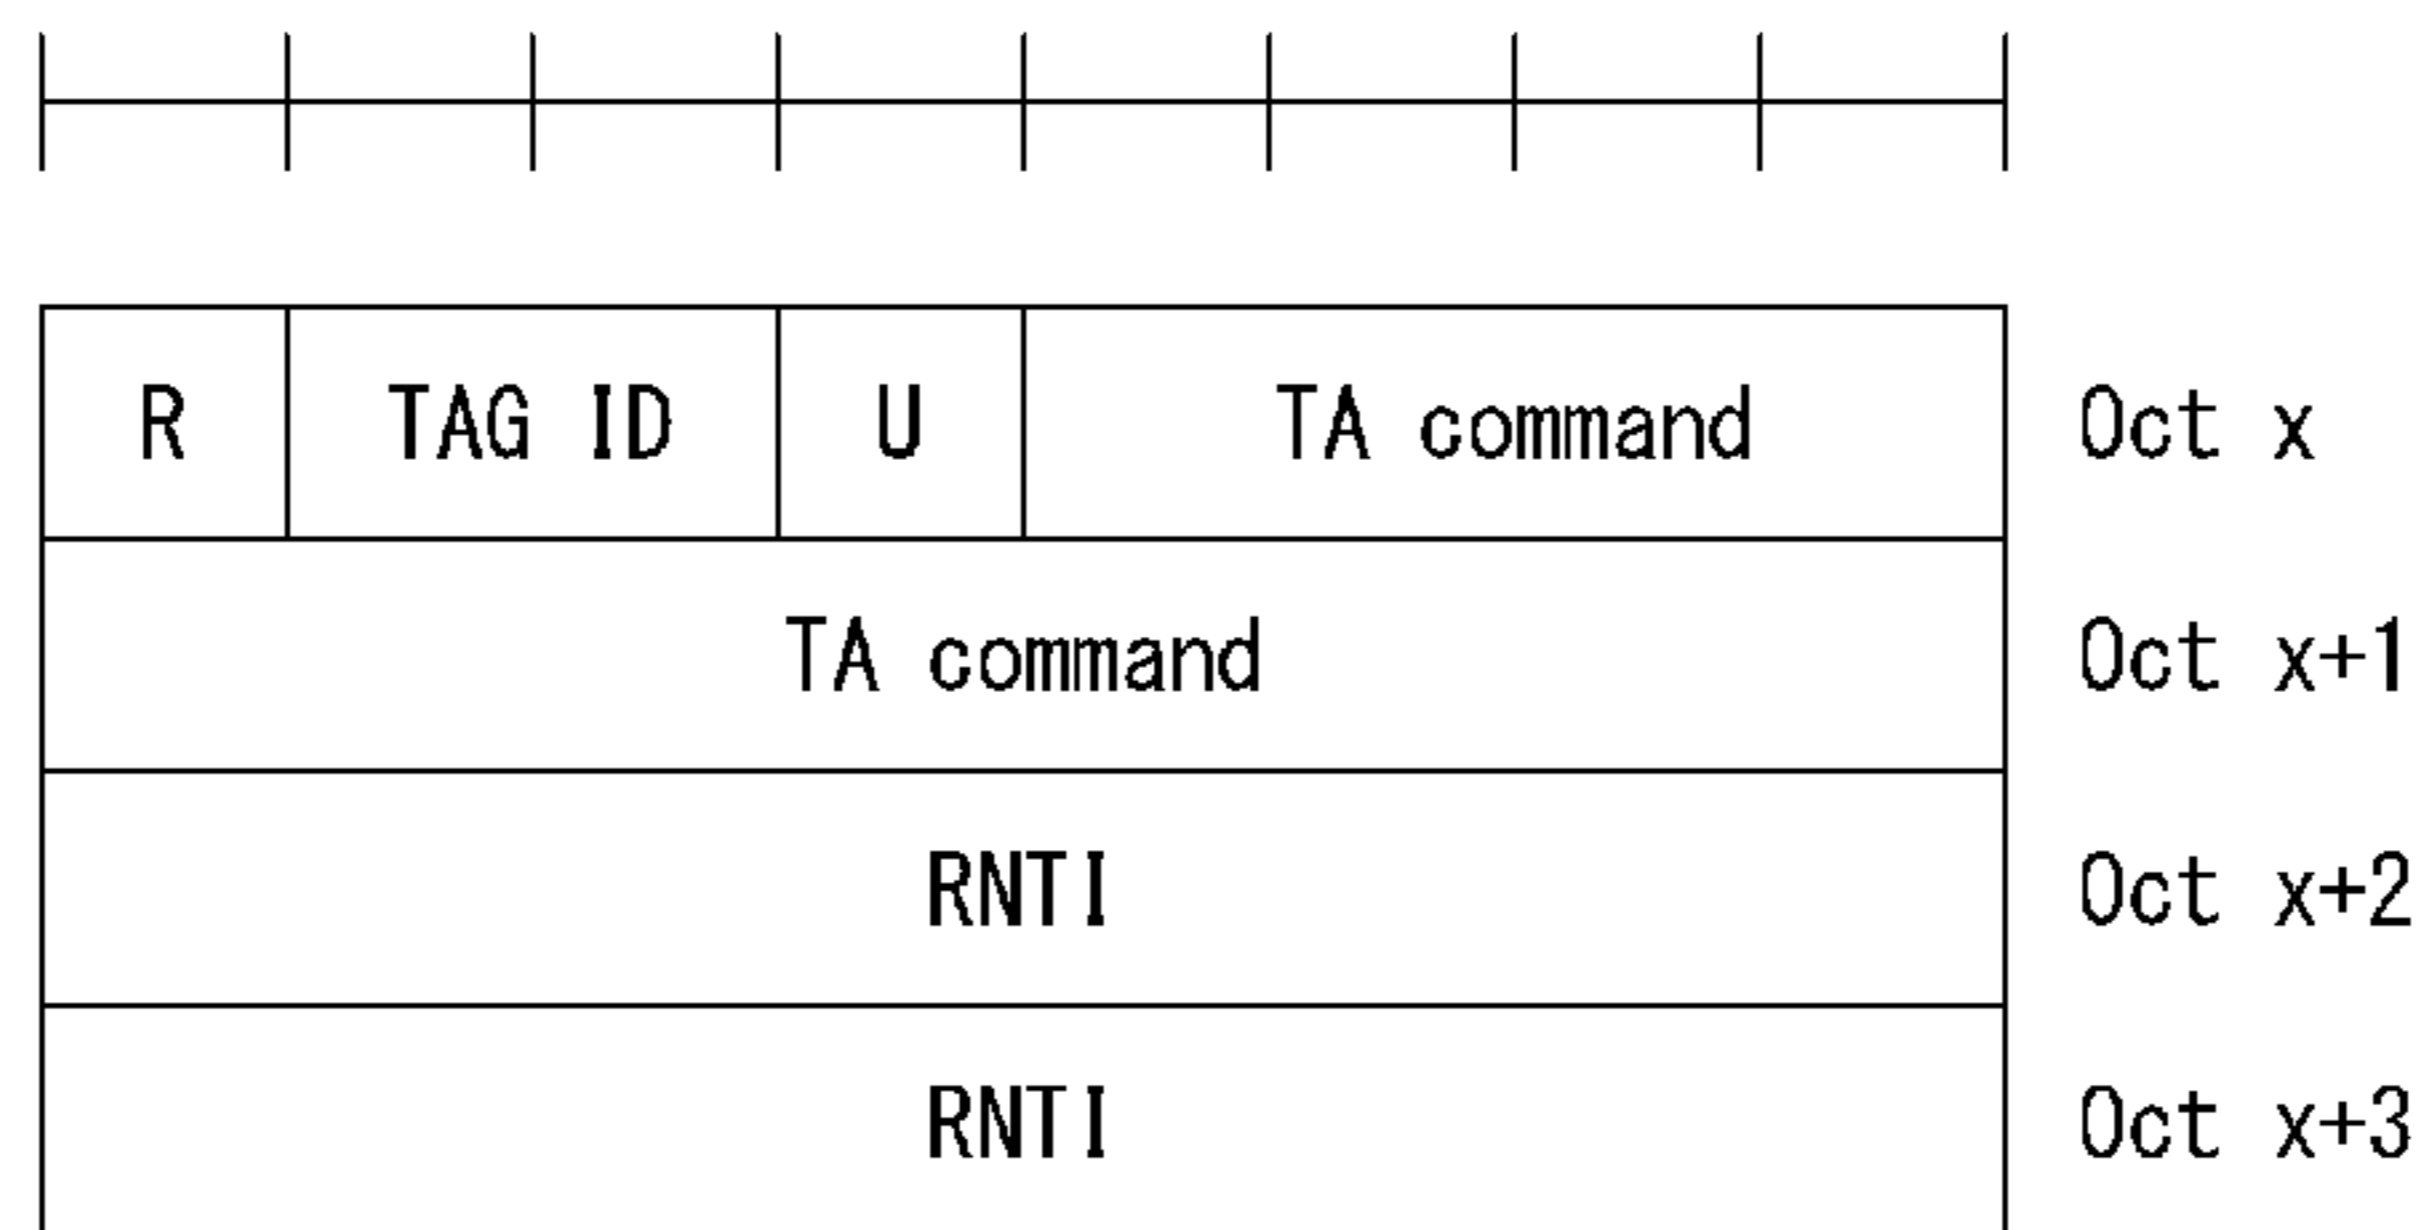 R TAG ID U TA command Oct x
TA command Oct x+1
RNTI Oct x+2
RNTI Oct x+3